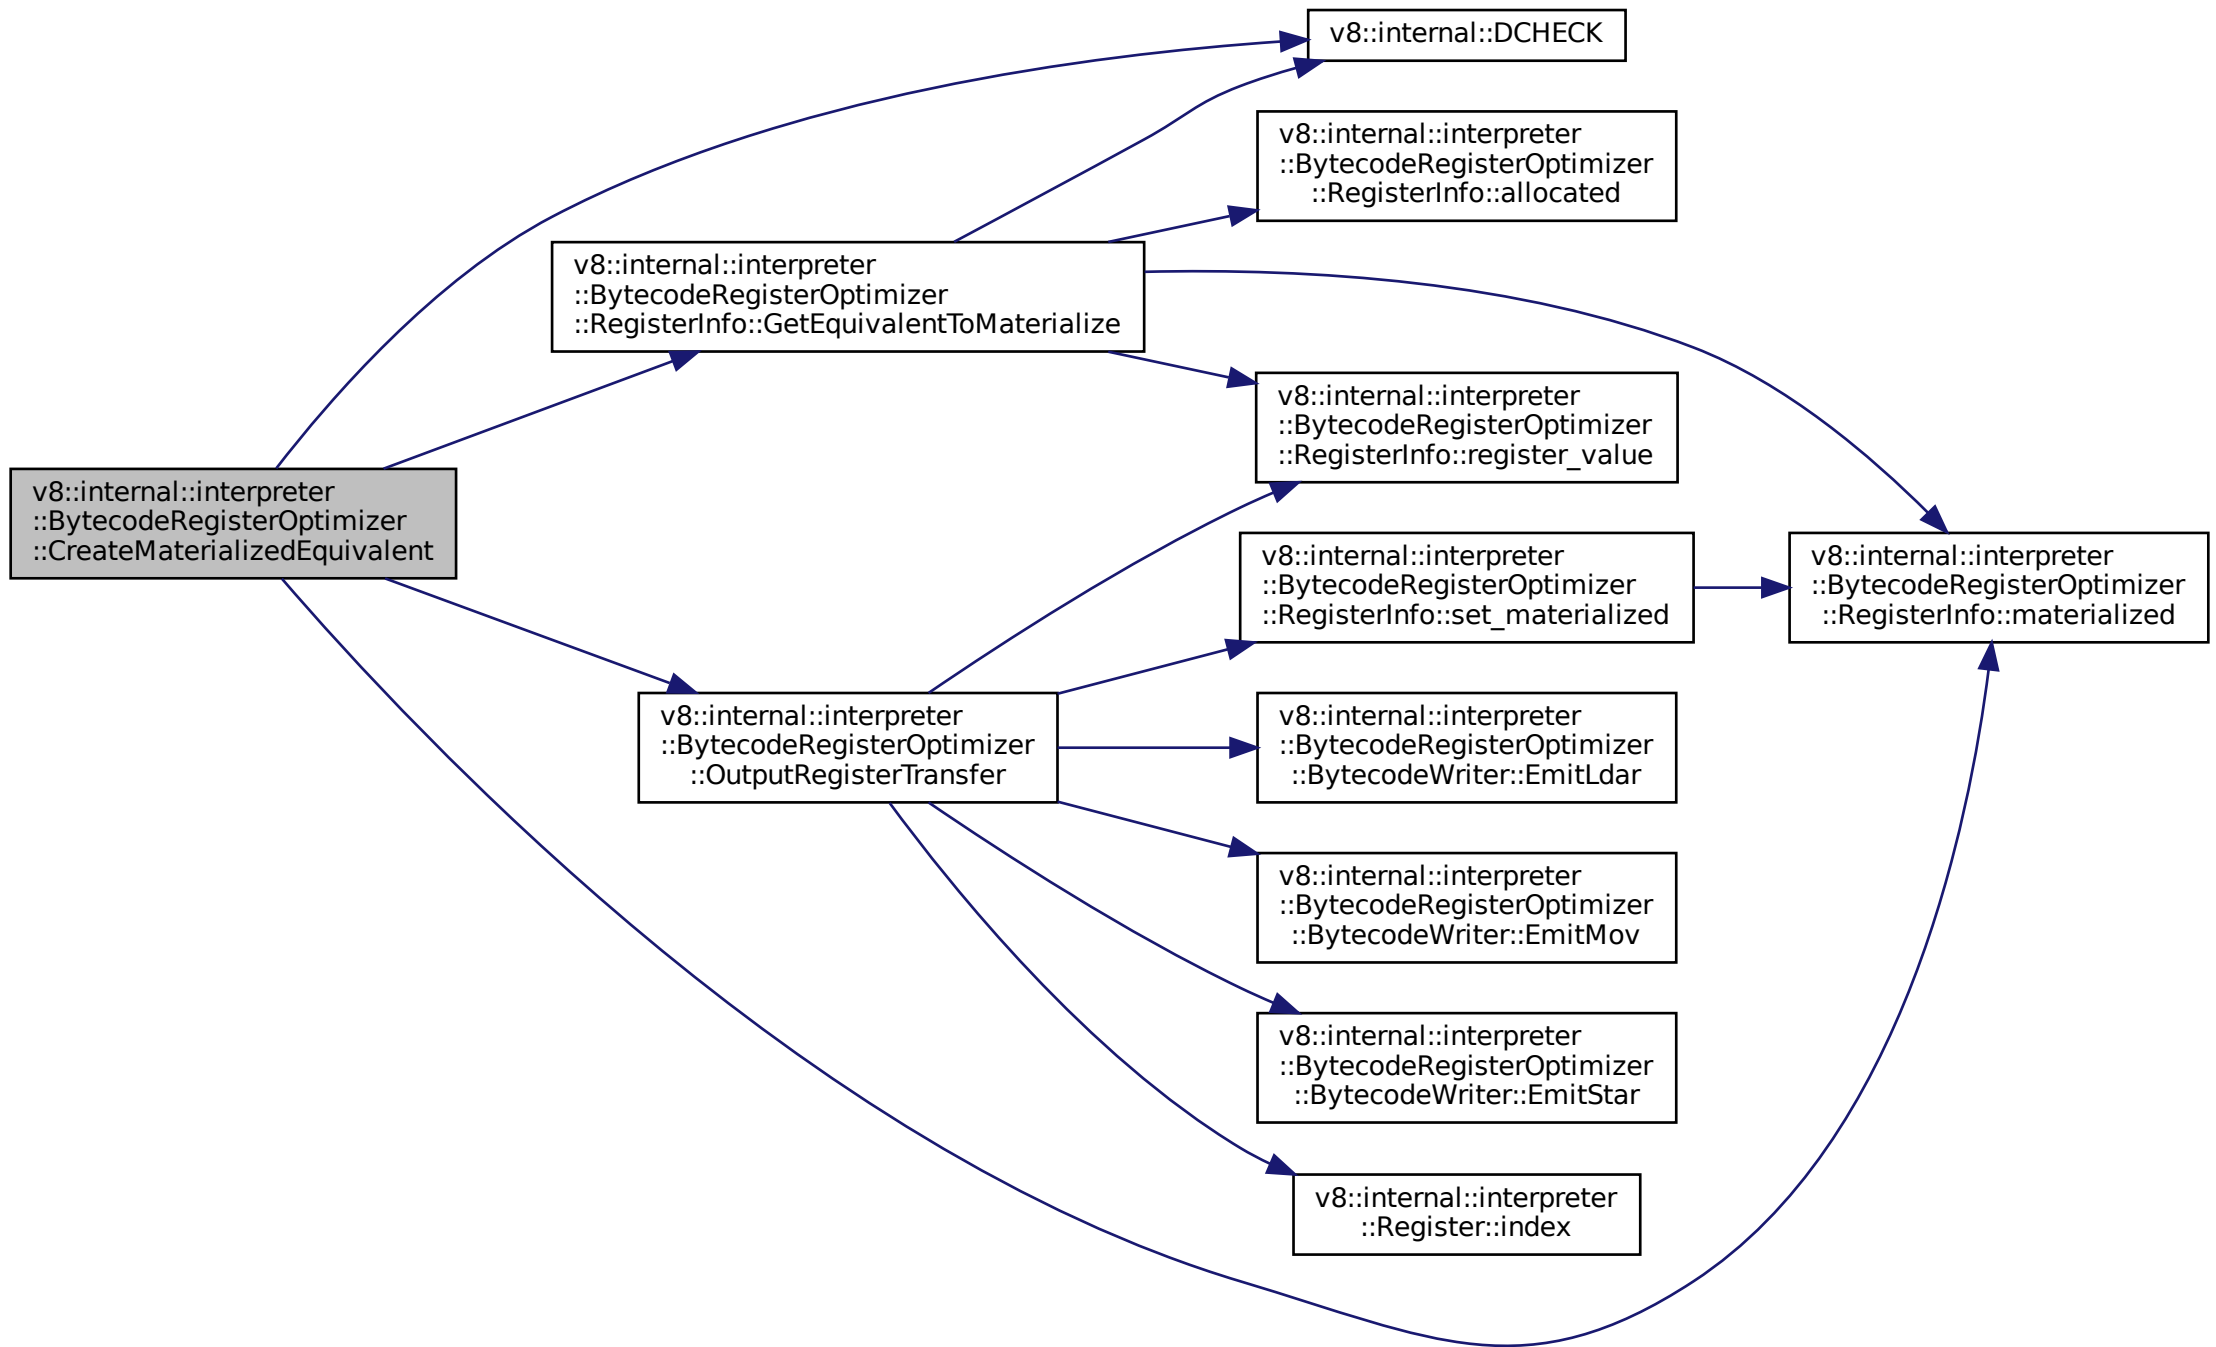 v8::internal::DCHECK
v8::internal::interpreter
::BytecodeRegisterOptimizer
::RegisterInfo::allocated
v8::internal::interpreter
::BytecodeRegisterOptimizer
::RegisterInfo::GetEquivalentToMaterialize
v8::internal::interpreter
::BytecodeRegisterOptimizer
::RegisterInfo::register_value
v8::internal::interpreter
::BytecodeRegisterOptimizer
::CreateMaterializedEquivalent
v8::internal::interpreter
::BytecodeRegisterOptimizer
::RegisterInfo::set_materialized
v8::internal::interpreter
::BytecodeRegisterOptimizer
::RegisterInfo::materialized
v8::internal::interpreter
::BytecodeRegisterOptimizer
::OutputRegisterTransfer
v8::internal::interpreter
::BytecodeRegisterOptimizer
::BytecodeWriter::EmitLdar
v8::internal::interpreter
::BytecodeRegisterOptimizer
::BytecodeWriter::EmitMov
v8::internal::interpreter
::BytecodeRegisterOptimizer
::BytecodeWriter::EmitStar
v8::internal::interpreter
::Register::index